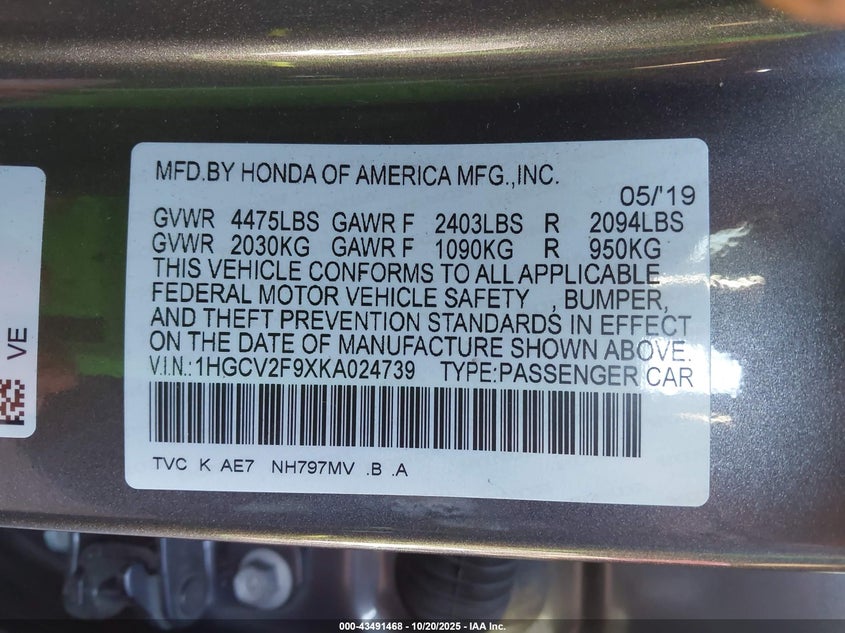 MFD.BY HONDA OF AMERICA MFG.,INC.
05/'19
GVWR 4475LBS GAWR F 2403LBS R 2094LBS
GVWR 2030KG GAWR F 1090KG R 950KG
THIS VEHICLE CONFORMS TO ALL APPLICABLE
FEDERAL MOTOR VEHICLE SAFETY , BUMPER,
AND THEFT PREVENTION STANDARDS IN EFFECT
ON THE DATE OF MANUFACTURE SHOWN ABOVE.
V.I.N.:1HGCV2F9XKA024739 TYPE:PASSENGER CAR
TVC K AE7 NH797MV .B .A
VE
000-43491468 - 10/20/2025 - IAA Inc.